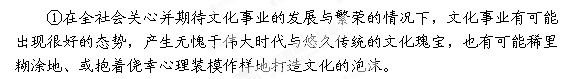 ①在全社会关心并期待文化事业的发展与繁荣的情况下，文化事业有可能
出现很好的态势，产生无愧于伟大时代与悠久传统的文化瑰宝，也有可能稀里
糊涂地、或抱着侥幸心理装模作样地打造文化的泡沫。